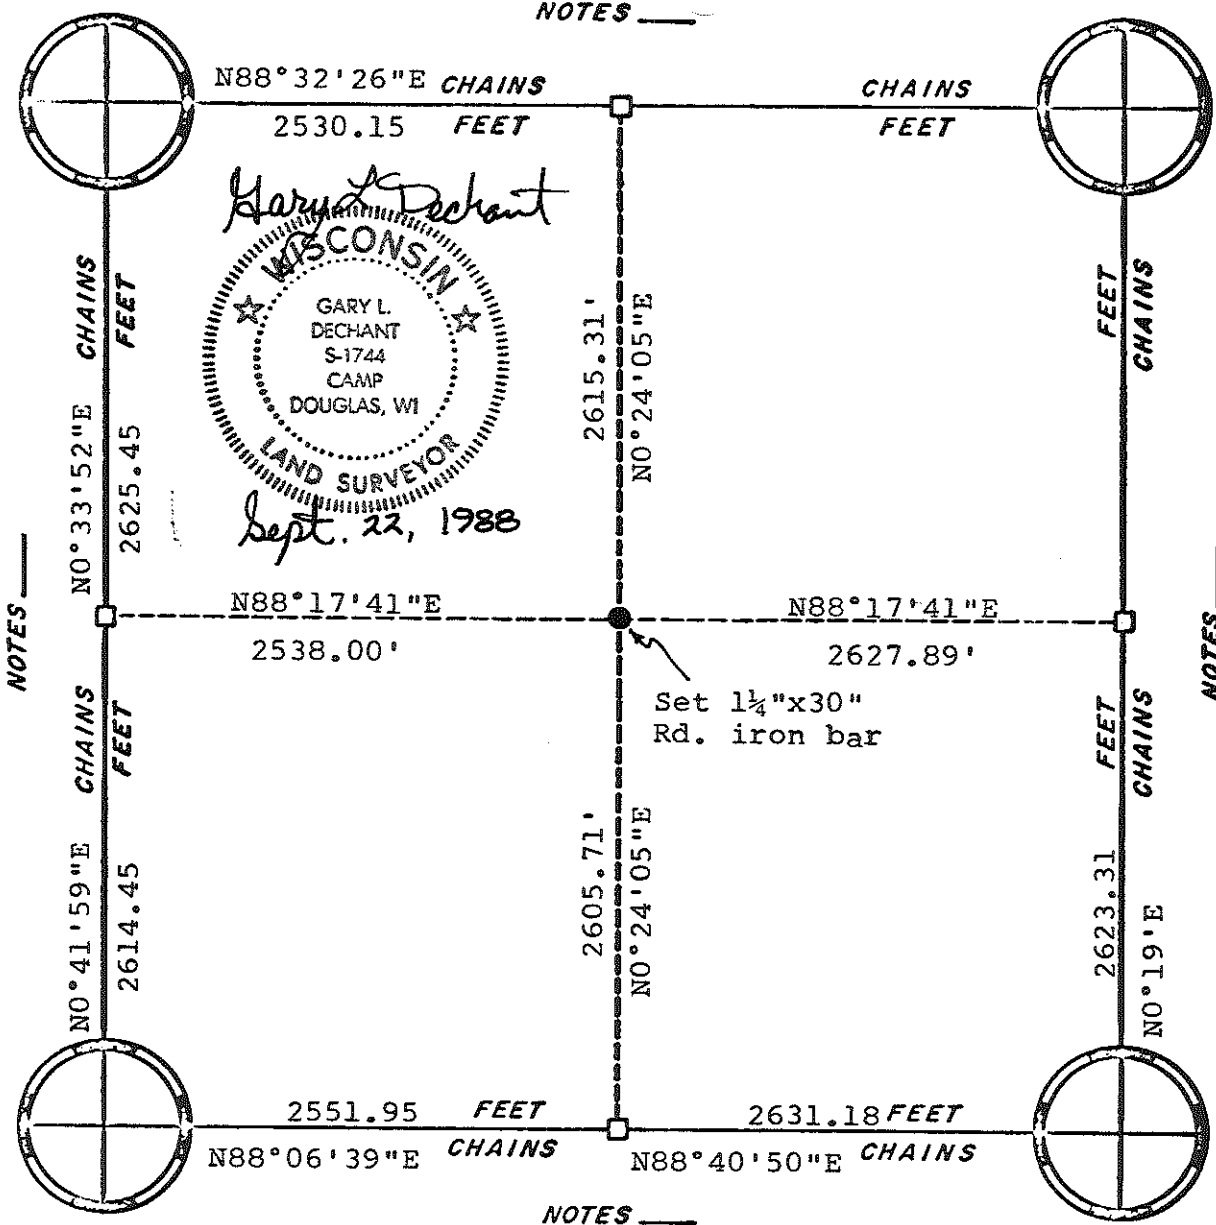 NOTES
N88°32'26"E CHAINS
2530.15 FEET
CHAINS
FEET
Gary L Dechant
WISCONSIN
GARY L.
DECHANT
S-1744
CAMP
DOUGLAS, WI
LAND SURVEYOR
Sept. 22, 1988
CHAINS
FEET
N0°33'52"E
2625.45
2615.31'
N0°24'05"E
FEET
CHAINS
NOTES
N88°17'41"E
2538.00'
N88°17'41"E
2627.89'
Set 1¼"x30"
Rd. iron bar
NOTES
CHAINS
FEET
N0°41'59"E
2614.45
2605.71'
N0°24'05"E
FEET
CHAINS
2623.31
N0°19'E
2551.95 FEET
N88°06'39"E CHAINS
2631.18 FEET
N88°40'50"E CHAINS
NOTES